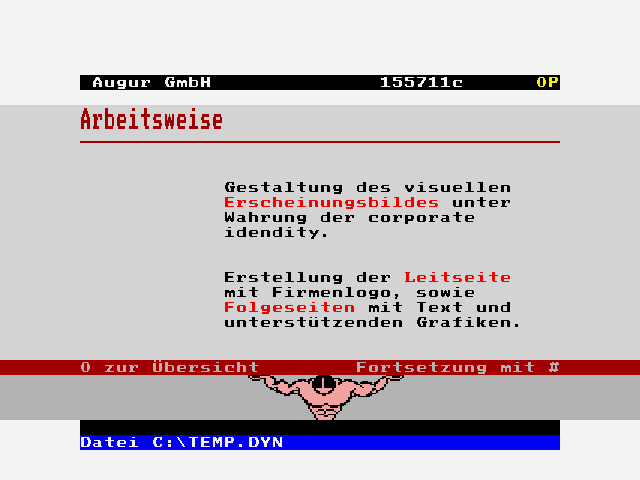 Augur GmbH 155711c OP
Arbeitsweise
Gestaltung des visuellen
Erscheinungsbildes unter
Wahrung der corporate
idendity.
Erstellung der Leitseite
mit Firmenlogo, sowie
Folgeseiten mit Text und
unterstützenden Grafiken.
0 zur Übersicht Fortsetzung mit #
Datei C:\TEMP.DYN